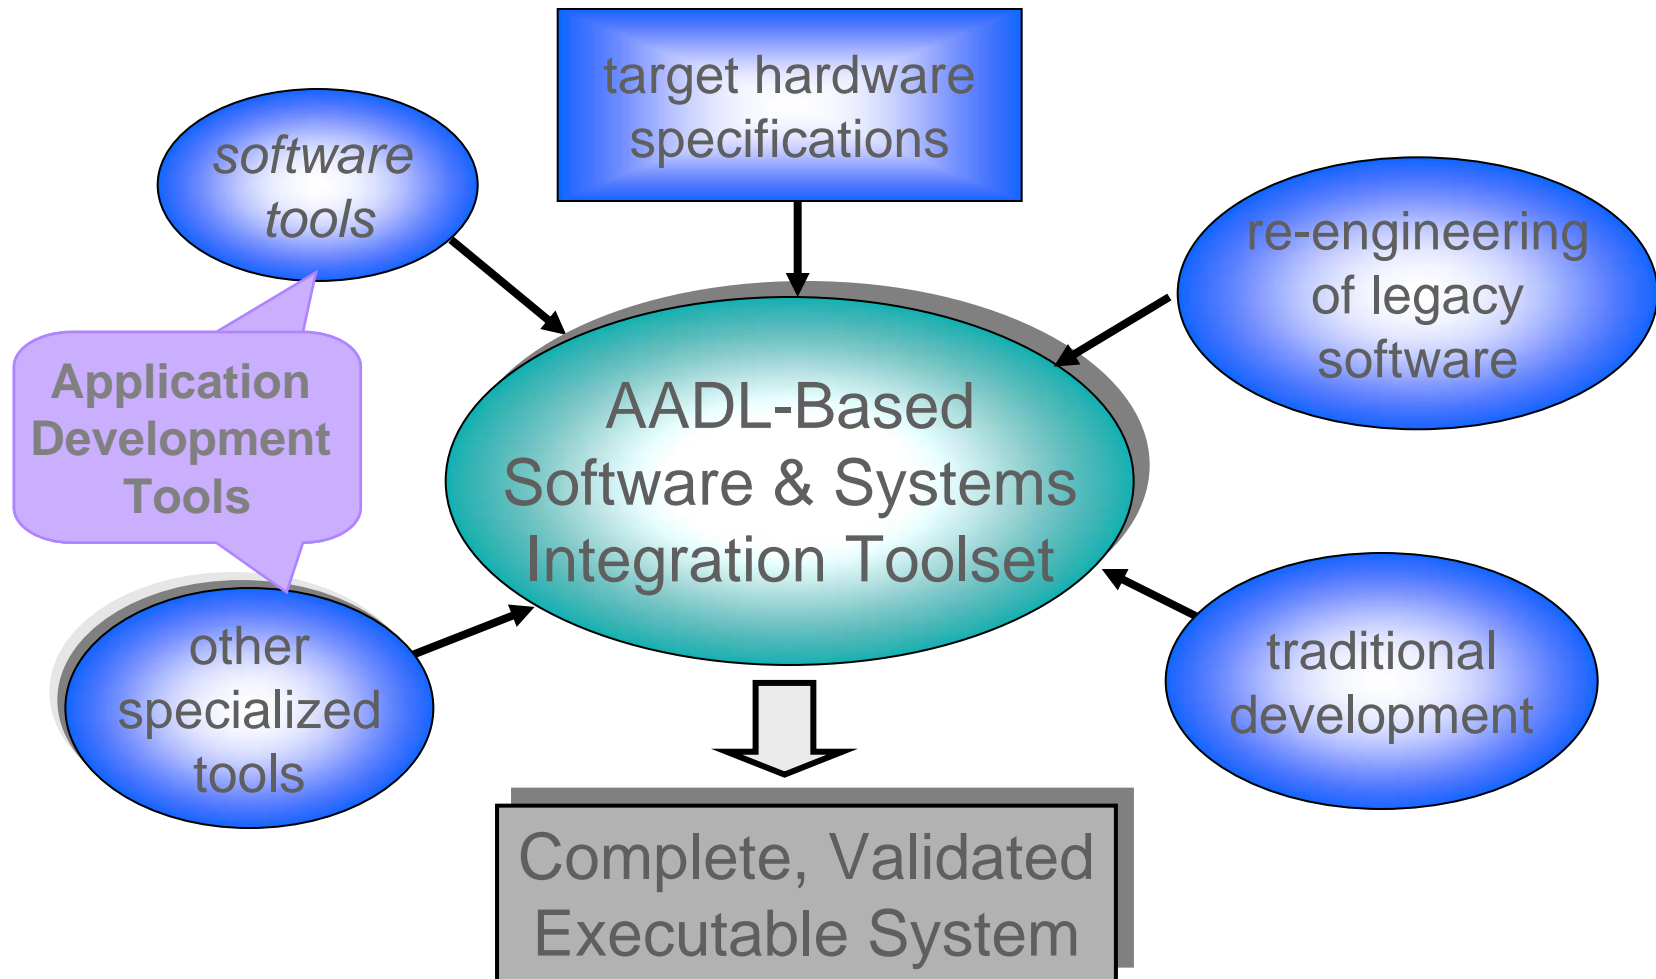 target hardware
specifications
software
tools
re-engineering
of legacy
software
Application
Development
Tools
AADL-Based
Software & Systems
Integration Toolset
other
specialized
tools
traditional
development
Complete, Validated
Executable System